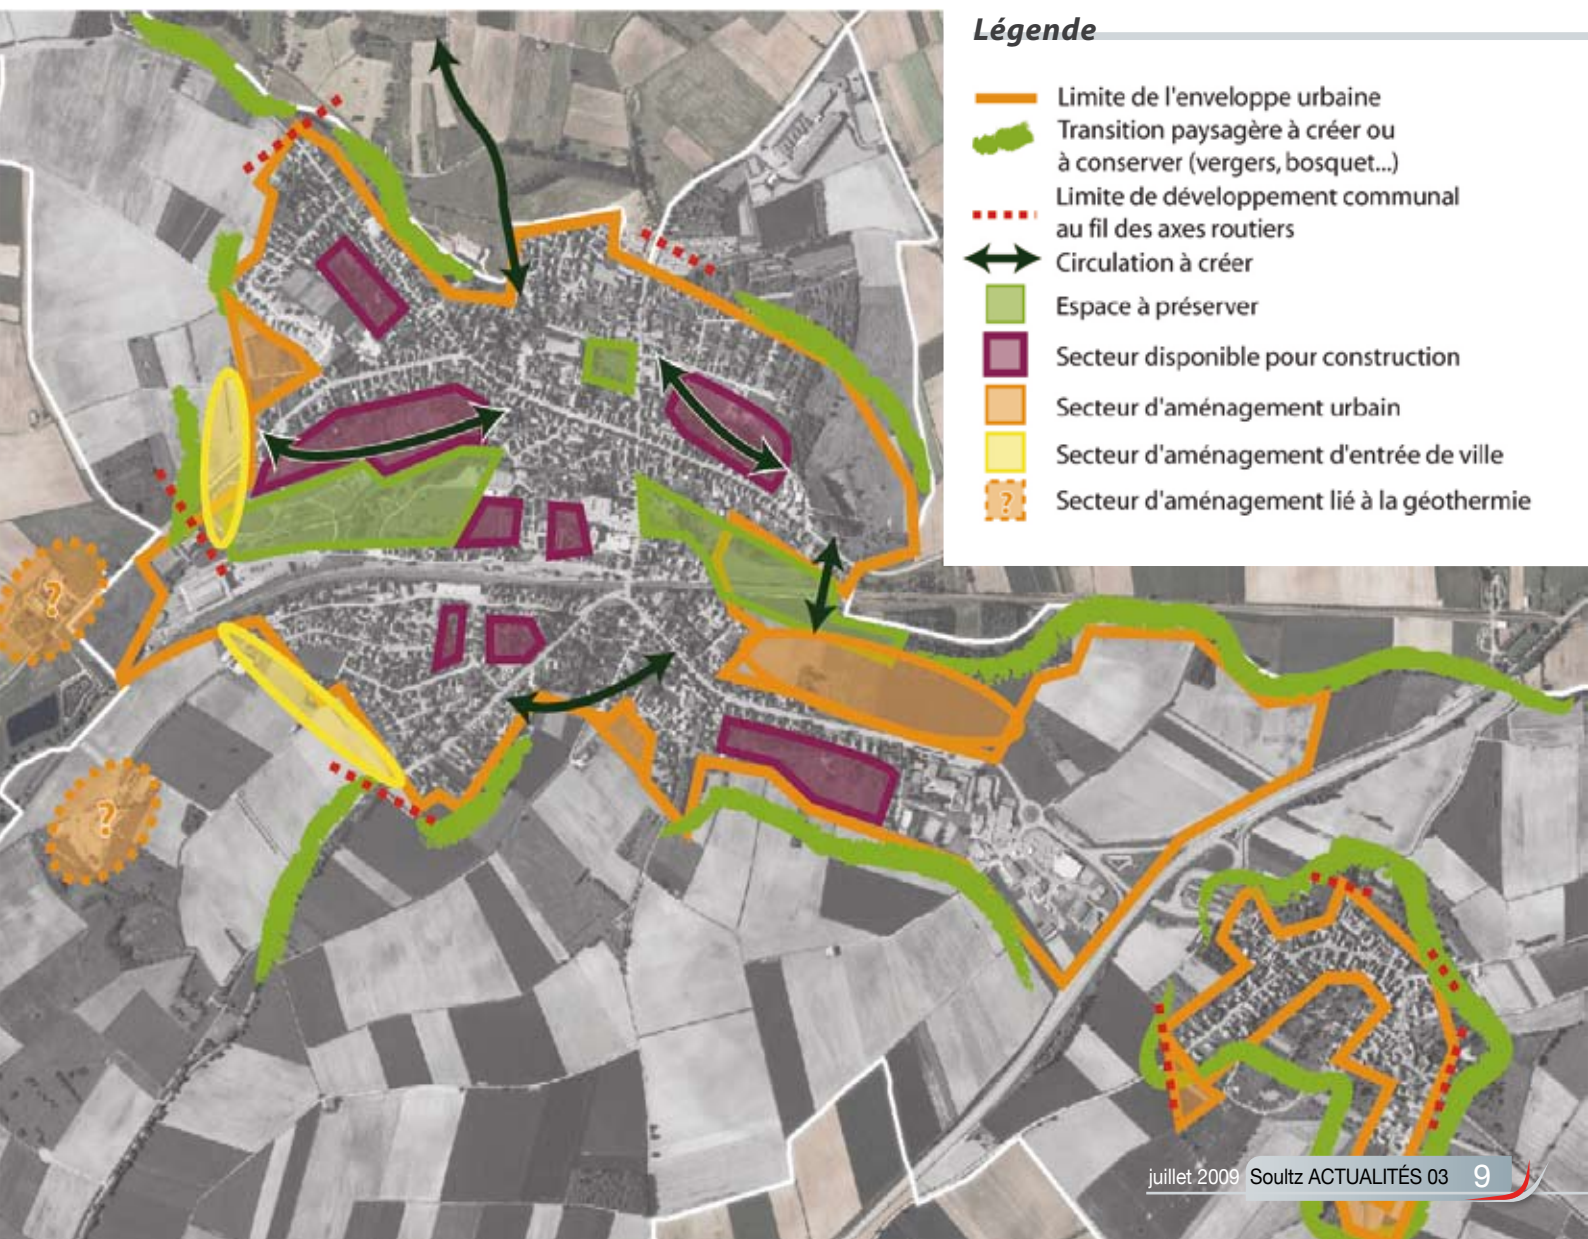 Légende
Limite de l'enveloppe urbaine
Transition paysagère à créer ou
à conserver (vergers, bosquet...)
Limite de développement communal
au fil des axes routiers
Circulation à créer
Espace à préserver
Secteur disponible pour construction
Secteur d'aménagement urbain
Secteur d'aménagement d'entrée de ville
?
Secteur d'aménagement lié à la géothermie
?
?
juillet 2009 Soultz ACTUALITÉS 03 9